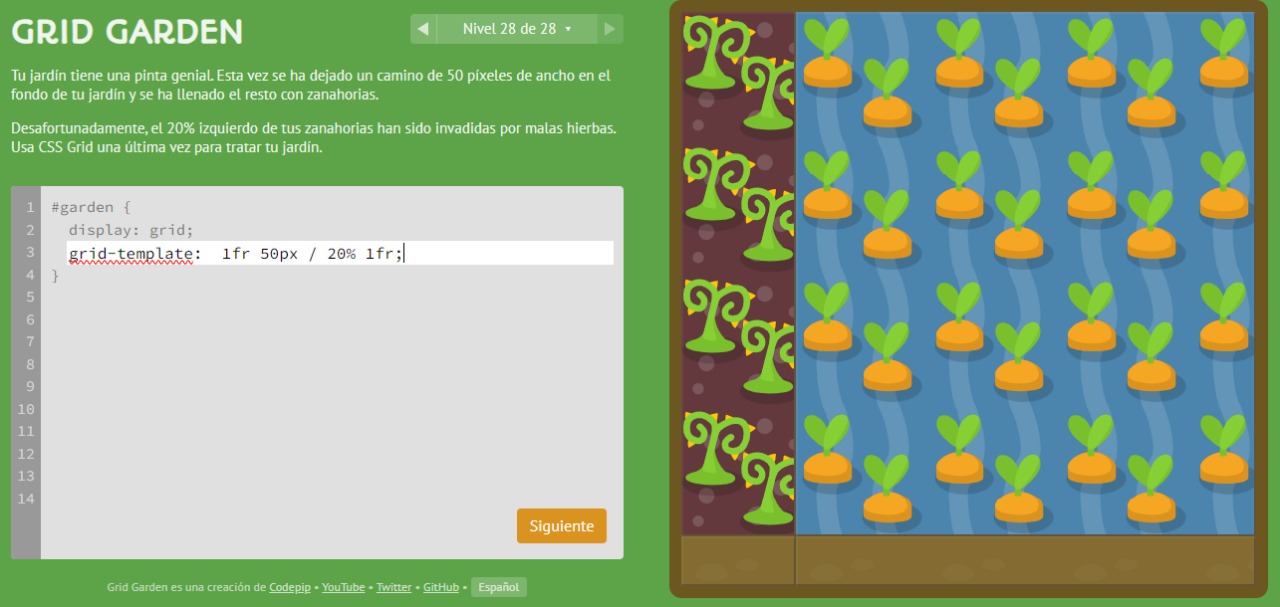 GRID GARDEN
◀ Nivel 28 de 28 ▾ ▶
Tu jardín tiene una pinta genial. Esta vez se ha dejado un camino de 50 píxeles de ancho en el
fondo de tu jardín y se ha llenado el resto con zanahorias.
Desafortunadamente, el 20% izquierdo de tus zanahorias han sido invadidas por malas hierbas.
Usa CSS Grid una última vez para tratar tu jardín.
1 #garden {
2 display: grid;
3 grid-template:  1fr 50px / 20% 1fr;
4 }
5
6
7
8
9
10
11
12
13
14
Siguiente
Grid Garden es una creación de Codepip • YouTube • Twitter • GitHub • Español